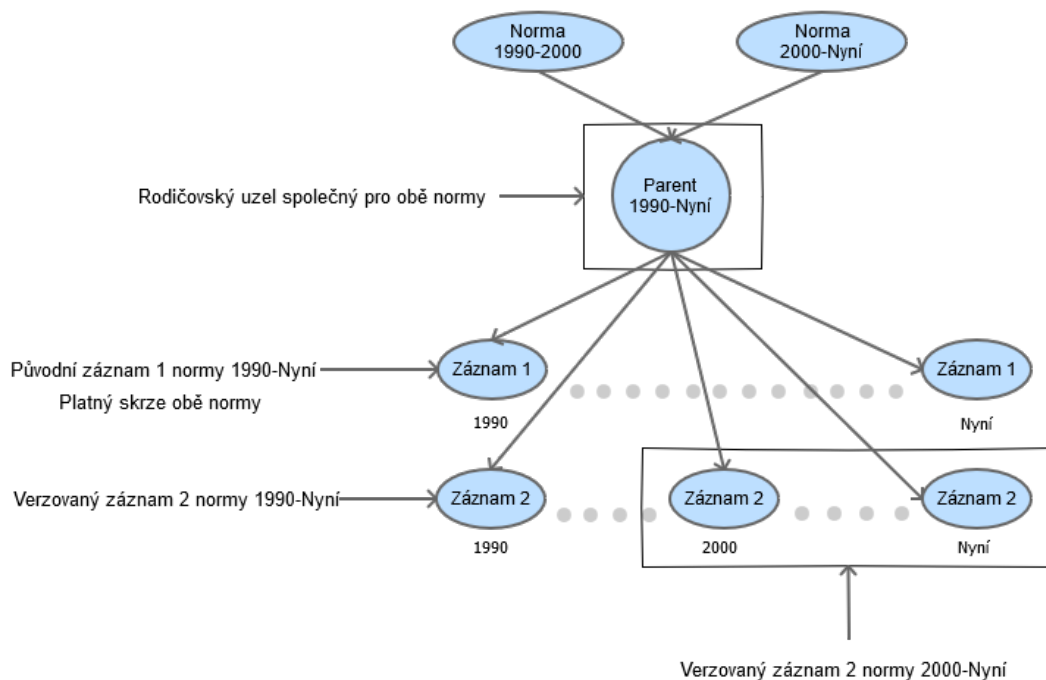 Norma
1990-2000
Norma
2000-Nyní
Rodičovský uzel společný pro obě normy
Parent
1990-Nyní
Původní záznam 1 normy 1990-Nyní
Platný skrze obě normy
Záznam 1
1990
Záznam 1
Nyní
Verzovaný záznam 2 normy 1990-Nyní
Záznam 2
1990
Záznam 2
2000
Záznam 2
Nyní
Verzovaný záznam 2 normy 2000-Nyní